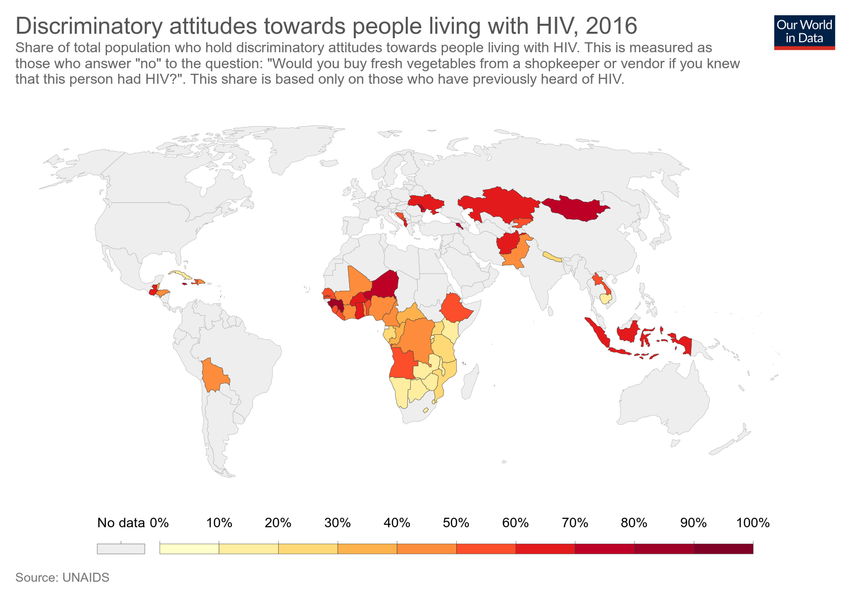 Discriminatory attitudes towards people living with HIV, 2016
Our World
in Data
Share of total population who hold discriminatory attitudes towards people living with HIV. This is measured as
those who answer "no" to the question: "Would you buy fresh vegetables from a shopkeeper or vendor if you knew
that this person had HIV?". This share is based only on those who have previously heard of HIV.
No data 0% 10% 20% 30% 40% 50% 60% 70% 80% 90% 100%
Source: UNAIDS